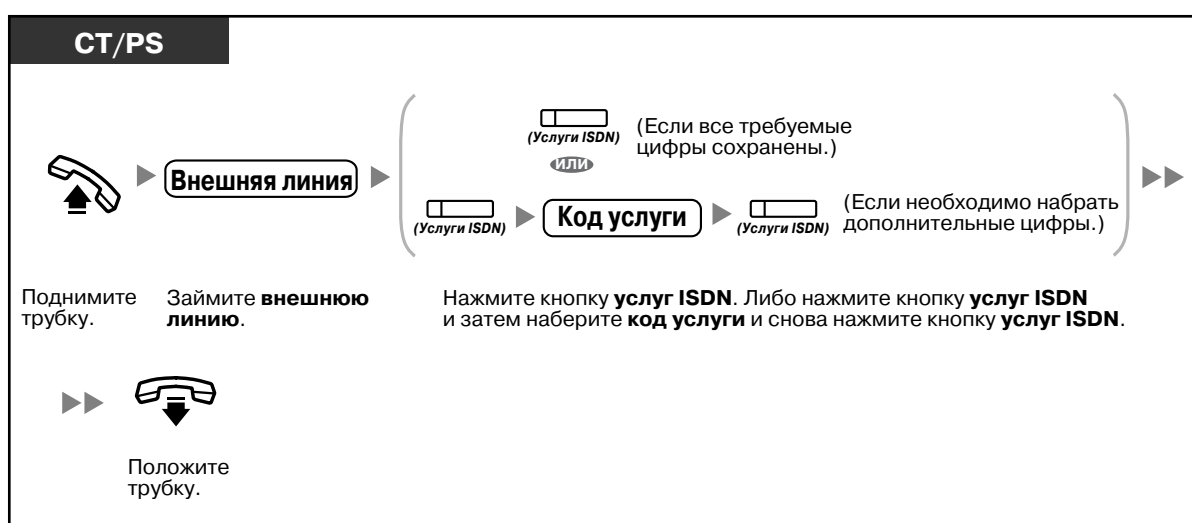 CT/PS
(Услуги ISDN)
(Если все требуемые
цифры сохранены.)
ИЛИ
Внешняя линия
(Услуги ISDN)
Код услуги
(Услуги ISDN)
(Если необходимо набрать
дополнительные цифры.)
Поднимите
трубку.
Займите внешнюю
линию.
Нажмите кнопку услуг ISDN. Либо нажмите кнопку услуг ISDN
и затем наберите код услуги и снова нажмите кнопку услуг ISDN.
Положите
трубку.